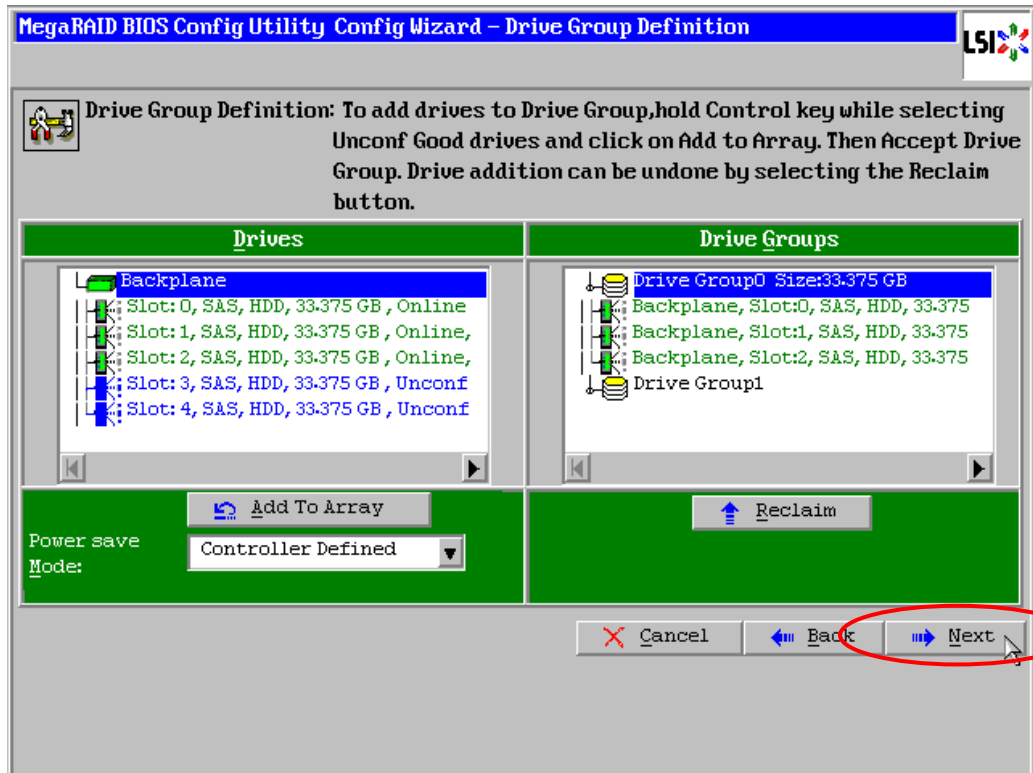 MegaRAID BIOS Config Utility Config Wizard – Drive Group Definition
LSI
Drive Group Definition: To add drives to Drive Group,hold Control key while selecting
Unconf Good drives and click on Add to Array. Then Accept Drive
Group. Drive addition can be undone by selecting the Reclaim
button.
Drives
Backplane
Slot: 0, SAS, HDD, 33.375 GB , Online
Slot: 1, SAS, HDD, 33.375 GB , Online,
Slot: 2, SAS, HDD, 33.375 GB , Online,
Slot: 3, SAS, HDD, 33.375 GB , Unconf
Slot: 4, SAS, HDD, 33.375 GB , Unconf
Add To Array
Power save
Mode:
Controller Defined
Drive Groups
Drive Group0 Size:33.375 GB
Backplane, Slot:0, SAS, HDD, 33.375
Backplane, Slot:1, SAS, HDD, 33.375
Backplane, Slot:2, SAS, HDD, 33.375
Drive Group1
Reclaim
Cancel
Back
Next